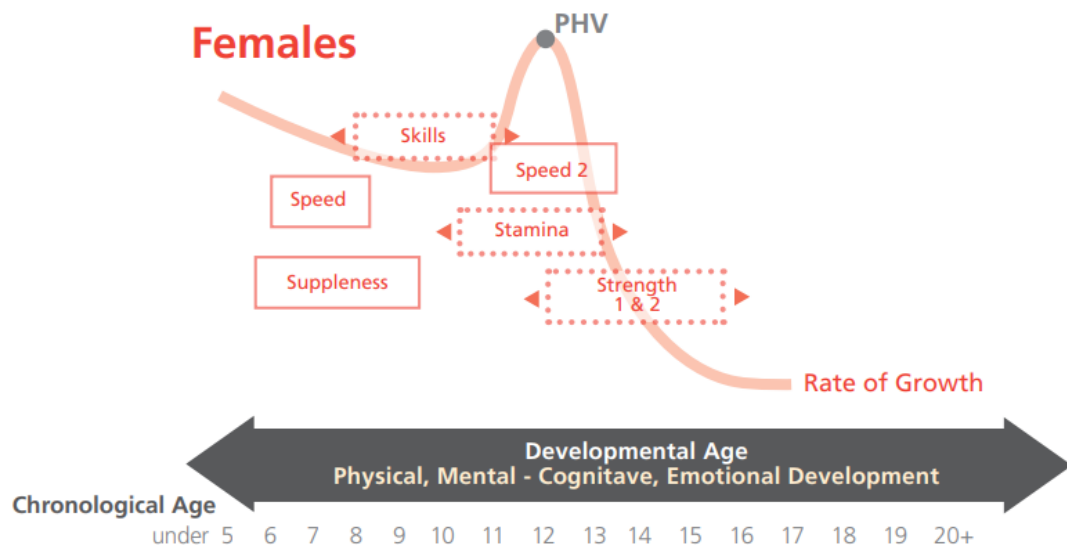 PHV
Females
Skills
Speed 2
Speed
Stamina
Suppleness
Strength
1 & 2
Rate of Growth
Developmental Age
Physical, Mental - Cognitave, Emotional Development
Chronological Age
under 5 6 7 8 9 10 11 12 13 14 15 16 17 18 19 20+